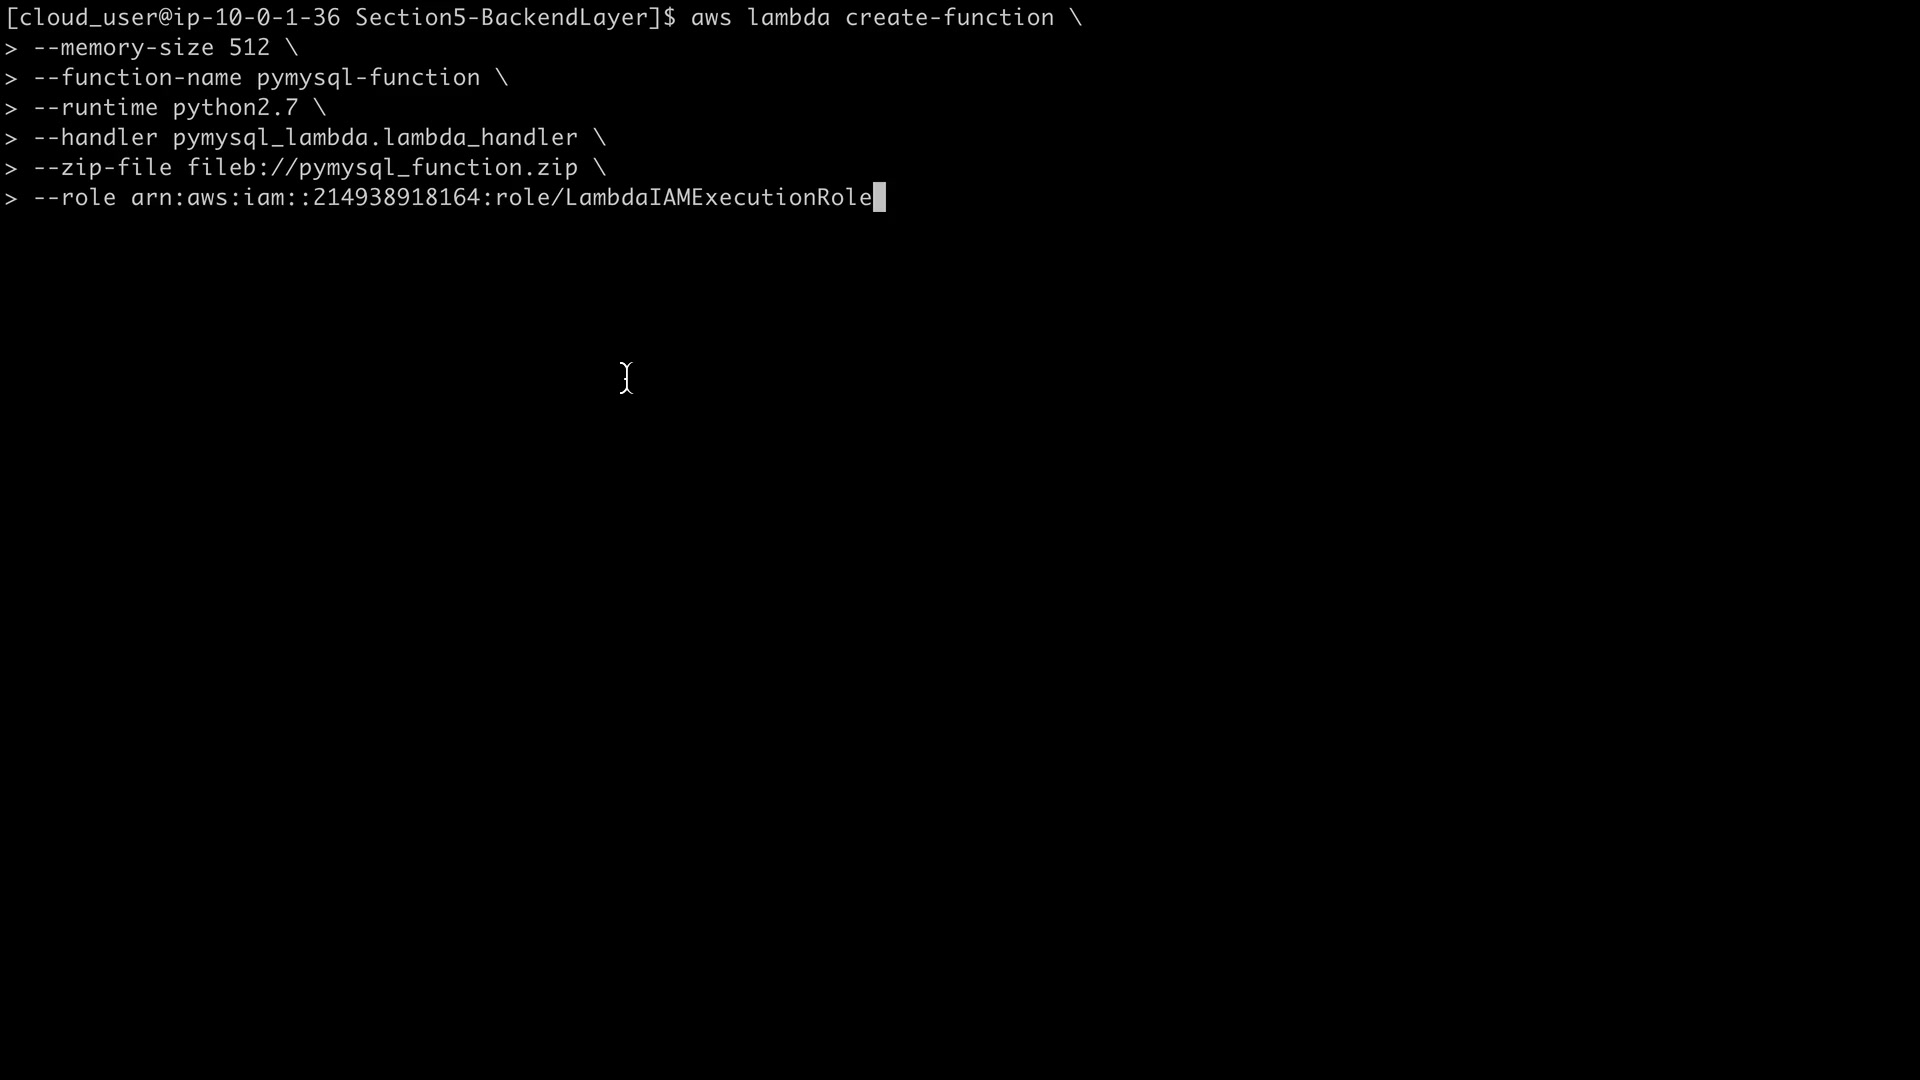 [cloud_user@ip-10-0-1-36 Section5-BackendLayer]$ aws lambda create-function \
> --memory-size 512 \
> --function-name pymysql-function \
> --runtime python2.7 \
> --handler pymysql_lambda.lambda_handler \
> --zip-file fileb://pymysql_function.zip \
> --role arn:aws:iam::214938918164:role/LambdaIAMExecutionRole